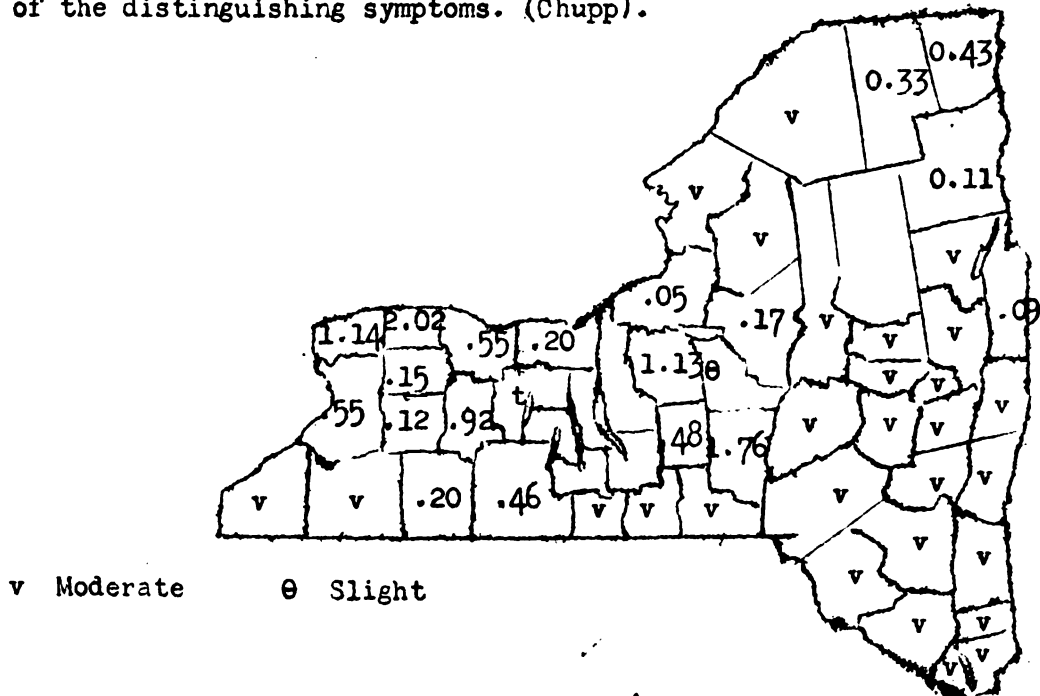 of the distinguishing symptoms. (Chupp).
0.43
0.33
v
0.11
v
v
v
.05
.17
v
.09
1.14
2.02
.55
.20
v
v
1.13
θ
.15
v
v
t
55
.12
.92
v
v
v
v
48
1.76
v
v
v
v
.20
.46
v
v
v
v
v
v
v
v
v
v
v
v
v Moderate θ Slight